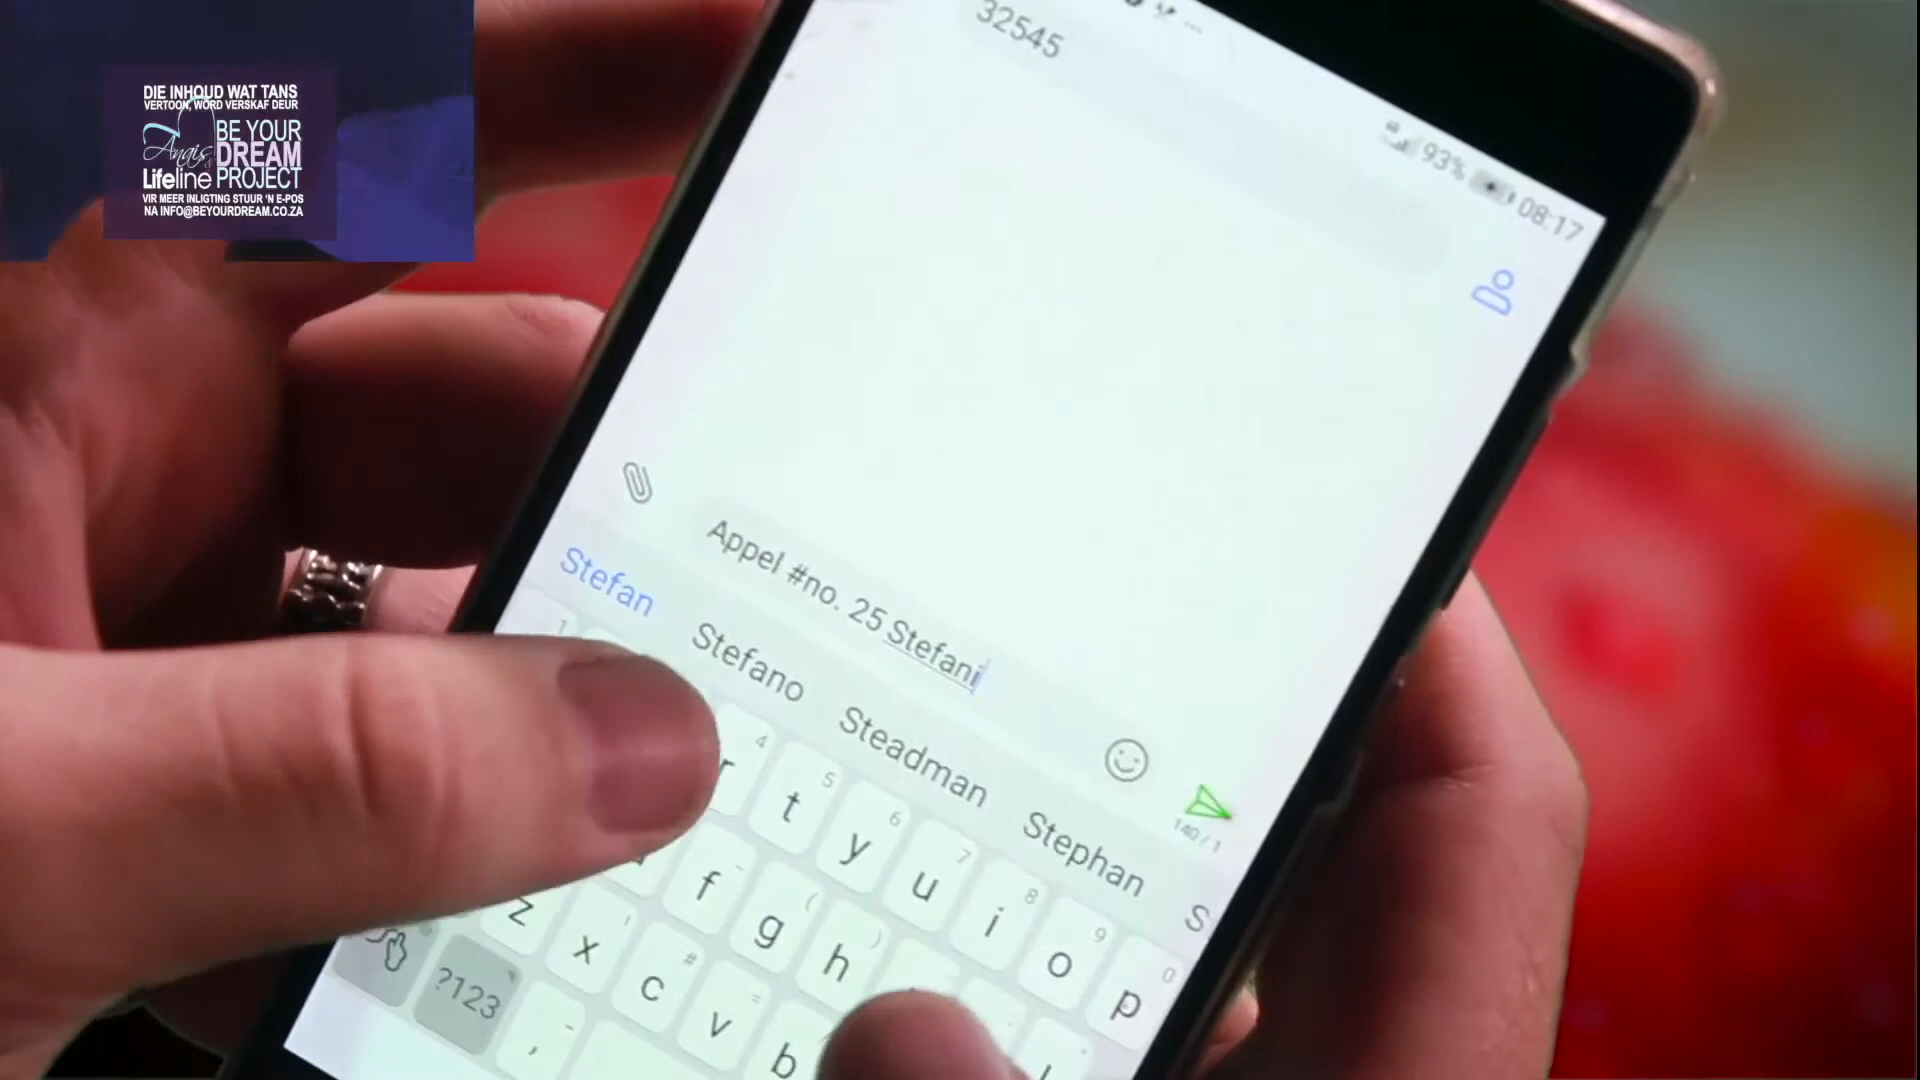 DIE INHOUD WAT TANS
VERTOON, WORD VERSKAF DEUR
Anais
BE YOUR
DREAM
PROJECT
Lifeline
VIR MEER INLIGTING STUUR 'N E-POS
NA INFO@BEYOURDREAM.CO.ZA
32545
93%
08:17
Appel #no. 25 Stefani
140 / 1
Stefan
Stefano
Steadman
Stephan
S
1
4 5 6 7 8 9 0
r t y u i o p
f g h
z x c v b
?123
,